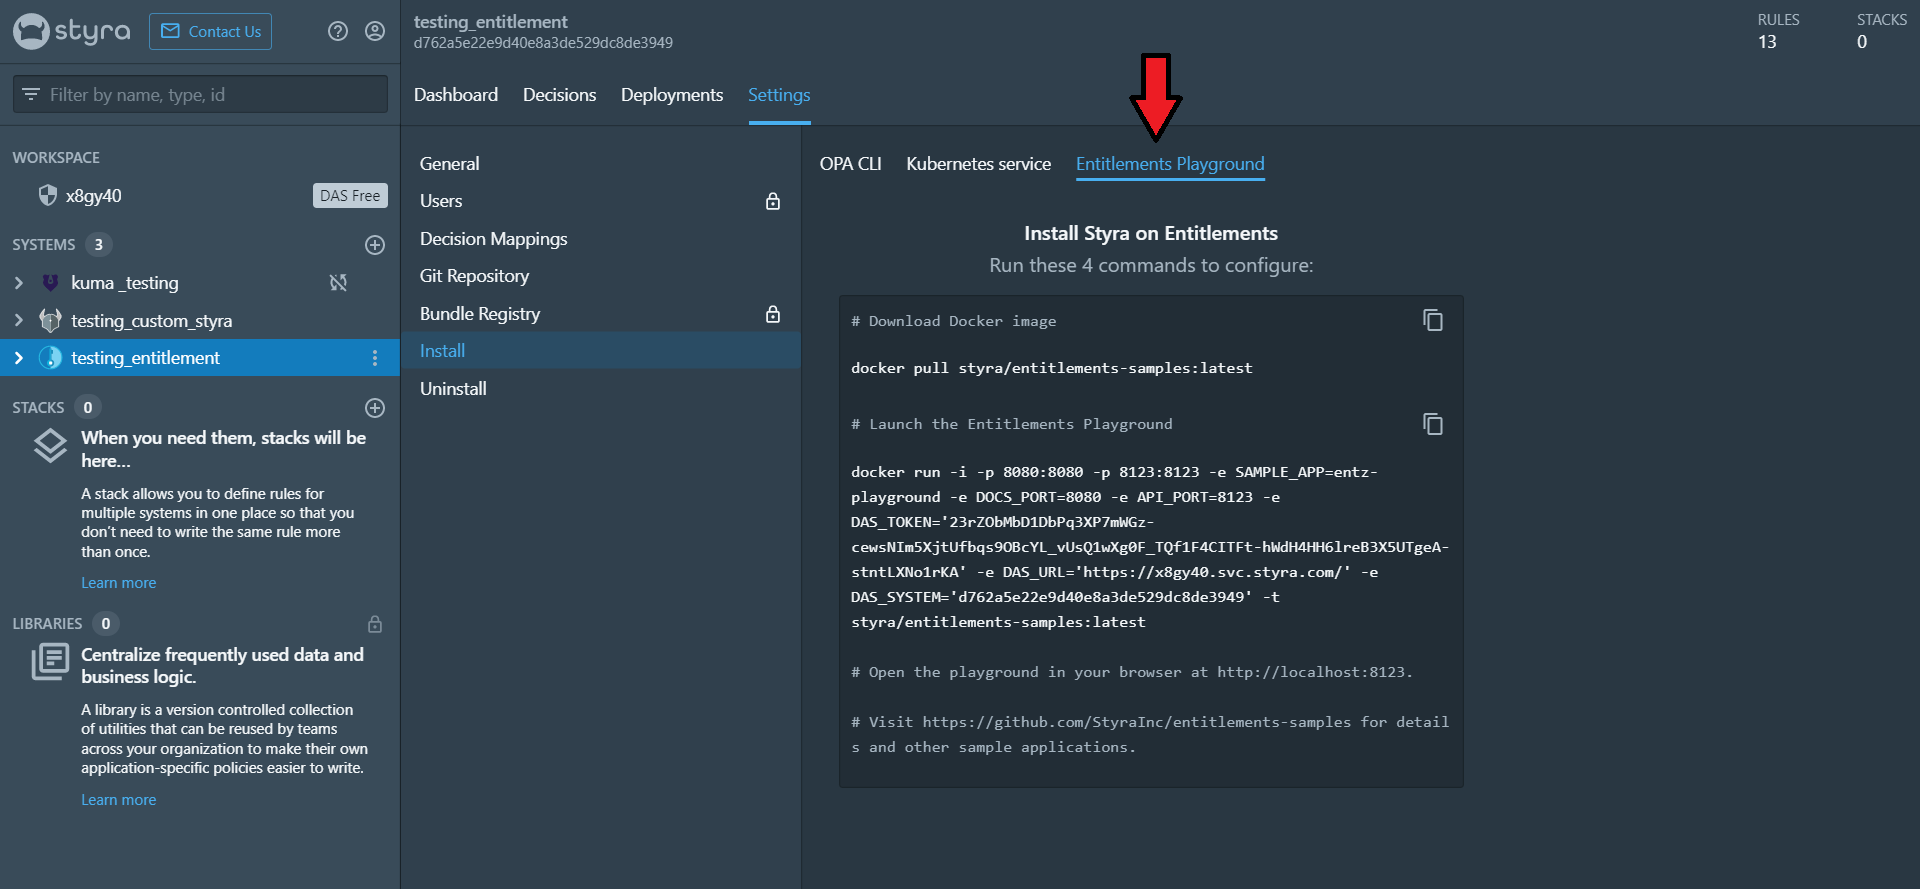 styra
Contact Us
Filter by name, type, id
WORKSPACE
x8gy40
DAS Free
SYSTEMS 3
kuma _testing
testing_custom_styra
testing_entitlement
STACKS 0
When you need them, stacks will be
here...
A stack allows you to define rules for
multiple systems in one place so that you
don't need to write the same rule more
than once.
Learn more
LIBRARIES 0
Centralize frequently used data and
business logic.
A library is a version controlled collection
of utilities that can be reused by teams
across your organization to make their own
application-specific policies easier to write.
Learn more
testing_entitlement
d762a5e22e9d40e8a3de529dc8de3949
RULES
13
STACKS
0
Dashboard
Decisions
Deployments
Settings
General
Users
Decision Mappings
Git Repository
Bundle Registry
Install
Uninstall
OPA CLI
Kubernetes service
Entitlements Playground
Install Styra on Entitlements
Run these 4 commands to configure:
# Download Docker image
docker pull styra/entitlements-samples:latest
# Launch the Entitlements Playground
docker run -i -p 8080:8080 -p 8123:8123 -e SAMPLE_APP=entz-
playground -e DOCS_PORT=8080 -e API_PORT=8123 -e
DAS_TOKEN='23rZObMbD1DbPq3XP7mWGz-
cewsNIm5XjtUfbqs9OBcYL_vUsQ1wXg0F_TQf1F4CITFt-hWdH4HH6lreB3X5UTgeA-
stntLXNo1rKA' -e DAS_URL='https://x8gy40.svc.styra.com/' -e
DAS_SYSTEM='d762a5e22e9d40e8a3de529dc8de3949' -t
styra/entitlements-samples:latest
# Open the playground in your browser at http://localhost:8123.
# Visit https://github.com/StyraInc/entitlements-samples for detail
s and other sample applications.